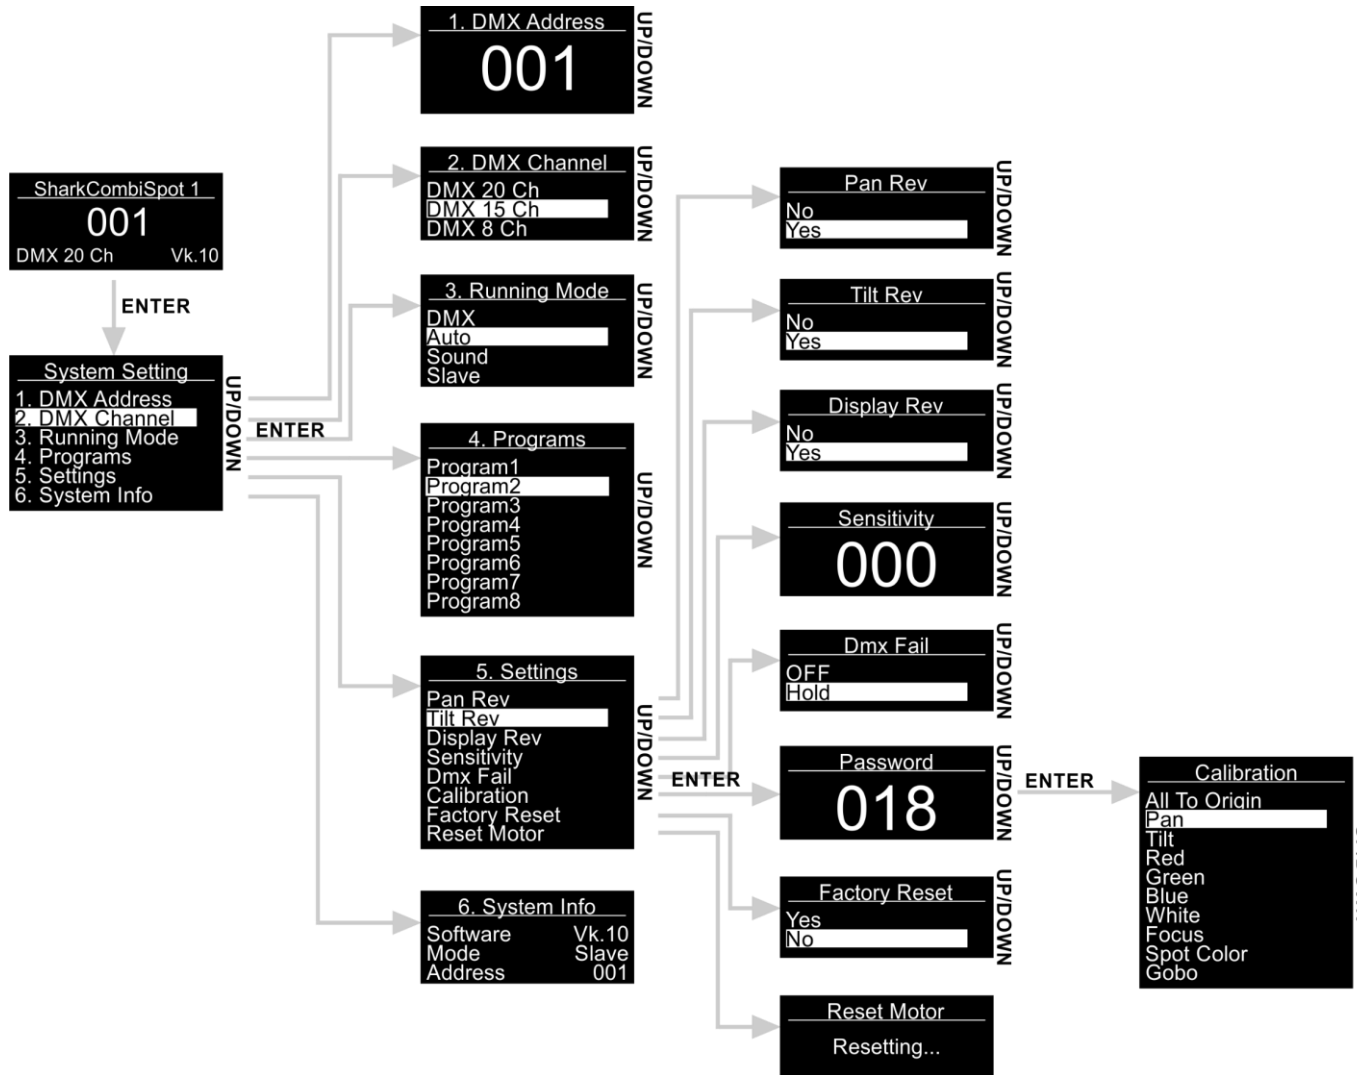 SharkCombiSpot 1
001
DMX 20 Ch Vk.10
ENTER
System Setting
1. DMX Address
2. DMX Channel
3. Running Mode
4. Programs
5. Settings
6. System Info
UP/DOWN
ENTER
1. DMX Address
001
UP/DOWN
2. DMX Channel
DMX 20 Ch
DMX 15 Ch
DMX 8 Ch
UP/DOWN
3. Running Mode
DMX
Auto
Sound
Slave
UP/DOWN
4. Programs
Program1
Program2
Program3
Program4
Program5
Program6
Program7
Program8
UP/DOWN
5. Settings
Pan Rev
Tilt Rev
Display Rev
Sensitivity
Dmx Fail
Calibration
Factory Reset
Reset Motor
UP/DOWN
ENTER
6. System Info
Software Vk.10
Mode Slave
Address 001
Pan Rev
No
Yes
UP/DOWN
Tilt Rev
No
Yes
UP/DOWN
Display Rev
No
Yes
UP/DOWN
Sensitivity
000
UP/DOWN
Dmx Fail
OFF
Hold
UP/DOWN
Password
018
UP/DOWN
ENTER
Factory Reset
Yes
No
UP/DOWN
Reset Motor
Resetting...
Calibration
All To Origin
Pan
Tilt
Red
Green
Blue
White
Focus
Spot Color
Gobo